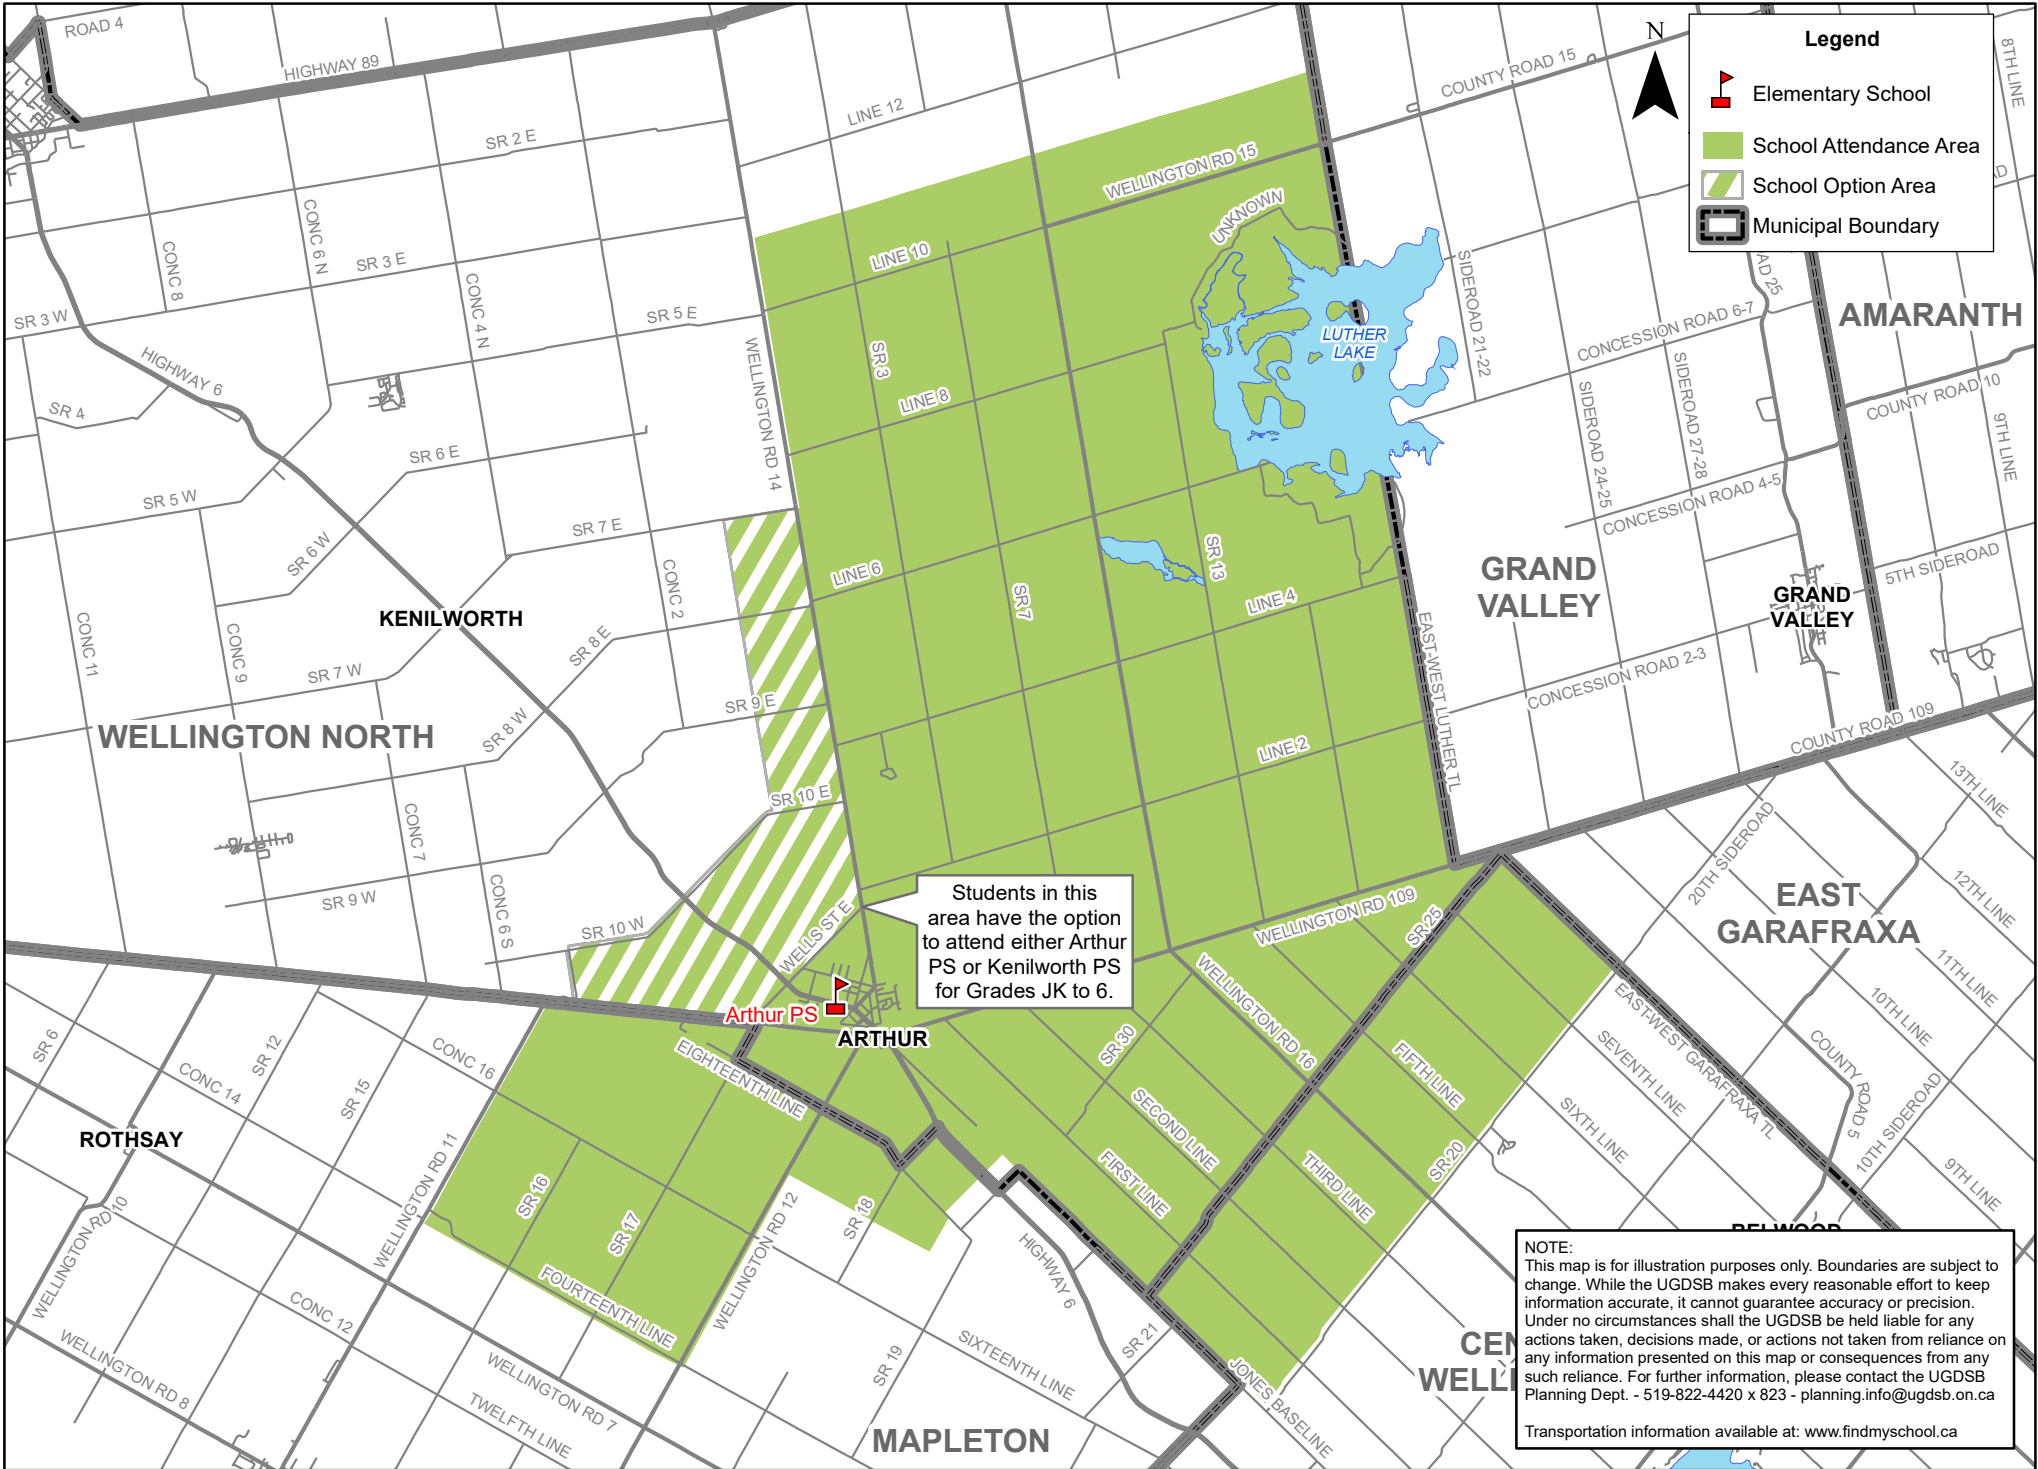 ROAD 4
HIGHWAY 89
N
Legend
Elementary School
School Attendance Area
School Option Area
Municipal Boundary
8TH LINE
COUNTY ROAD 15
LINE 12
SR 2 E
WELLINGTON RD 15
UNKNOWN
CONC 6 N
CONC 8
SR 3 E
LINE 10
CONC 4 N
SR 3 W
SR 5 E
SIDEROAD 21-22
AD 25
AMARANTH
LUTHER
LAKE
CONCESSION ROAD 6-7
HIGHWAY 6
WELLINGTON RD 14
SR 3
LINE 8
SR 4
SIDEROAD 24-25
SIDEROAD 27-28
COUNTY ROAD 10
9TH LINE
SR 6 E
SR 5 W
SR 7 E
SR 6 W
CONCESSION ROAD 4-5
SR 13
LINE 6
CONC 2
SR 7
LINE 4
GRAND
VALLEY
GRAND
VALLEY
5TH SIDEROAD
KENILWORTH
CONC 11
CONC 9
SR 8 E
SR 7 W
EAST-WEST LUTHER TL
CONCESSION ROAD 2-3
SR 9 E
WELLINGTON NORTH
SR 8 W
LINE 2
COUNTY ROAD 109
SR 10 E
13TH LINE
CONC 7
20TH SIDEROAD
SR 9 W
CONC 6 S
SR 10 W
WELLS ST E
Students in this
area have the option
to attend either Arthur
PS or Kenilworth PS
for Grades JK to 6.
WELLINGTON RD 109
SR 25
EAST
GARAFRAXA
12TH LINE
11TH LINE
10TH LINE
Arthur PS
ARTHUR
WELLINGTON RD 16
EAST-WEST GARAFRAXA TL
SR 6
SR 12
CONC 14
SR 15
CONC 16
EIGHTEENTH LINE
SR 30
FIFTH LINE
SEVENTH LINE
COUNTY ROAD 5
10TH SIDEROAD
ROTHSAY
WELLINGTON RD 11
SECOND LINE
SIXTH LINE
FIRST LINE
THIRD LINE
SR 20
9TH LINE
WELLINGTON RD 10
SR 16
SR 17
WELLINGTON RD 12
SR 18
HIGHWAY 6
BELWOOD
FOURTEENTH LINE
CONC 12
WELLINGTON RD 8
WELLINGTON RD 7
TWELFTH LINE
SR 19
SIXTEENTH LINE
SR 21
JONES BASELINE
MAPLETON
CEN
WELL
NOTE:
This map is for illustration purposes only. Boundaries are subject to
change. While the UGDSB makes every reasonable effort to keep
information accurate, it cannot guarantee accuracy or precision.
Under no circumstances shall the UGDSB be held liable for any
actions taken, decisions made, or actions not taken from reliance on
any information presented on this map or consequences from any
such reliance. For further information, please contact the UGDSB
Planning Dept. - 519-822-4420 x 823 - planning.info@ugdsb.on.ca
Transportation information available at: www.findmyschool.ca